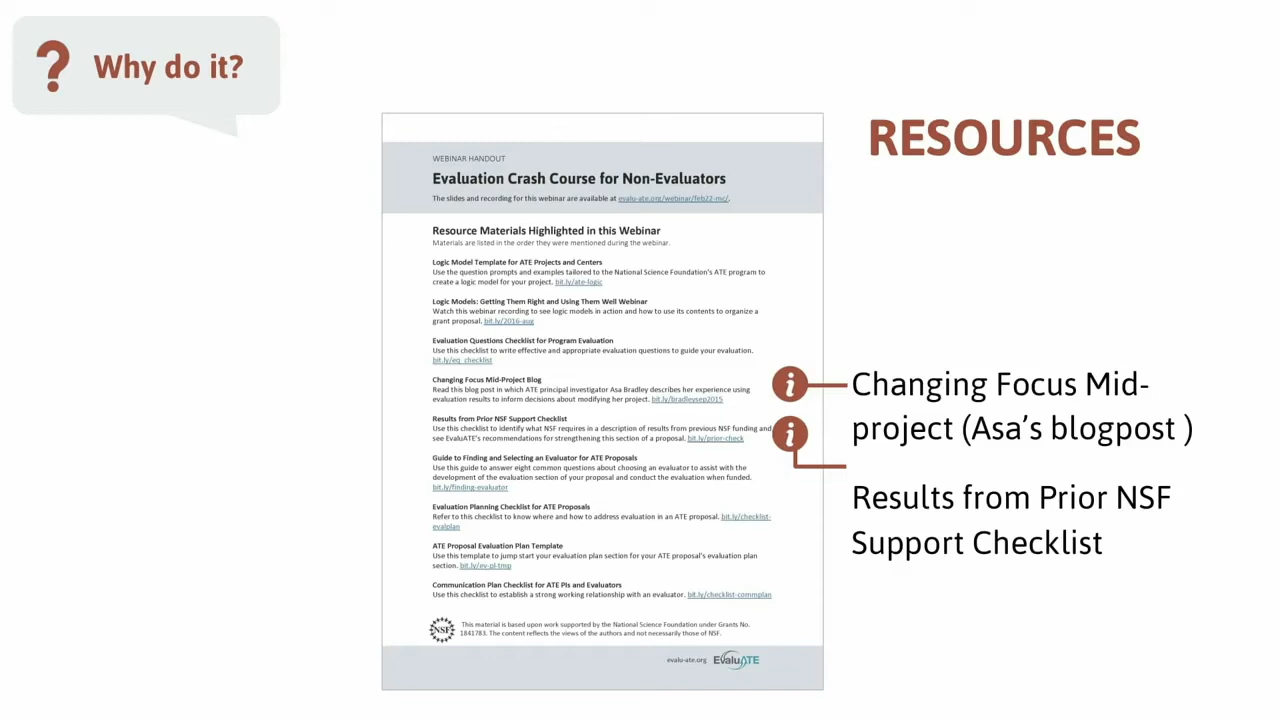 ? Why do it?
WEBINAR HANDOUT
Evaluation Crash Course for Non-Evaluators
The slides and recording for this webinar are available at evalu-ate.org/webinar/feb22-mc/.
Resource Materials Highlighted in this Webinar
Materials are listed in the order they were mentioned during the webinar.
Logic Model Template for ATE Projects and Centers
Use the question prompts and examples tailored to the National Science Foundation's ATE program to
create a logic model for your project. bit.ly/ate-logic
Logic Models: Getting Them Right and Using Them Well Webinar
Watch this webinar recording to see logic models in action and how to use its contents to organize a
grant proposal. bit.ly/2016-aug
Evaluation Questions Checklist for Program Evaluation
Use this checklist to write effective and appropriate evaluation questions to guide your evaluation.
bit.ly/eq_checklist
Changing Focus Mid-Project Blog
Read this blog post in which ATE principal investigator Asa Bradley describes her experience using
evaluation results to inform decisions about modifying her project. bit.ly/bradleysep2015
Results from Prior NSF Support Checklist
Use this checklist to identify what NSF requires in a description of results from previous NSF funding and
see EvaluATE's recommendations for strengthening this section of a proposal. bit.ly/prior-check
Guide to Finding and Selecting an Evaluator for ATE Proposals
Use this guide to answer eight common questions about choosing an evaluator to assist with the
development of the evaluation section of your proposal and conduct the evaluation when funded.
bit.ly/finding-evaluator
Evaluation Planning Checklist for ATE Proposals
Refer to this checklist to know where and how to address evaluation in an ATE proposal. bit.ly/checklist-
evalplan
ATE Proposal Evaluation Plan Template
Use this template to jump start your evaluation plan section for your ATE proposal's evaluation plan
section. bit.ly/ev-pl-tmp
Communication Plan Checklist for ATE PIs and Evaluators
Use this checklist to establish a strong working relationship with an evaluator. bit.ly/checklist-commplan
NSF
This material is based upon work supported by the National Science Foundation under Grants No.
1841783. The content reflects the views of the authors and not necessarily those of NSF.
evalu-ate.org EvaluATE
RESOURCES
i
Changing Focus Mid-
project (Asa's blogpost )
i
Results from Prior NSF
Support Checklist